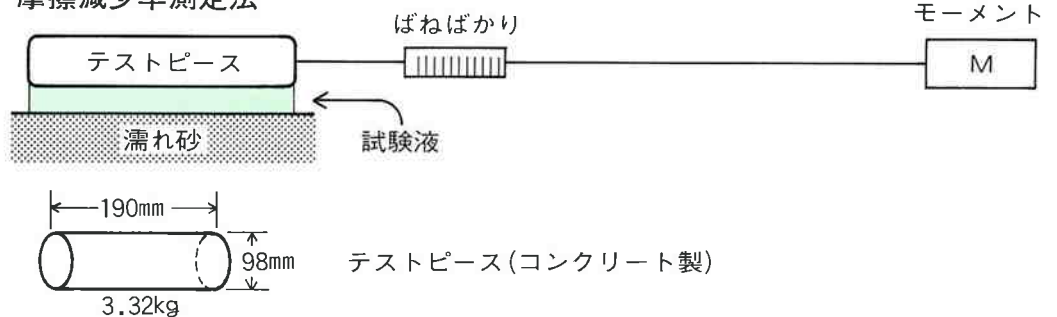 摩擦減少率測定法
モーメント
ばねばかり
テストピース
M
試験液
濡れ砂
190mm
98mm
テストピース(コンクリート製)
3.32kg